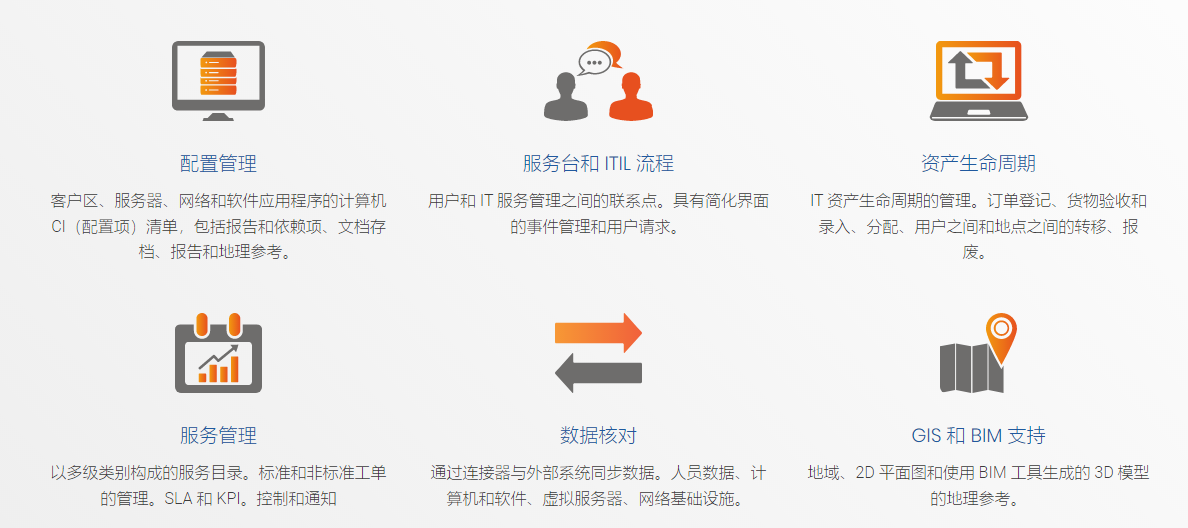 配置管理
客户区、服务器、网络和软件应用程序的计算机
CI（配置项）清单，包括报告和依赖项、文档存
档、报告和地理参考。
服务台和 ITIL 流程
用户和 IT 服务管理之间的联系点。具有简化界面
的事件管理和用户请求。
资产生命周期
IT 资产生命周期的管理。订单登记、货物验收和
录入、分配、用户之间和地点之间的转移、报
废。
服务管理
以多级类别构成的服务目录。标准和非标准工单
的管理。SLA 和 KPI。控制和通知
数据核对
通过连接器与外部系统同步数据。人员数据、计
算机和软件、虚拟服务器、网络基础设施。
GIS 和 BIM 支持
地域、2D 平面图和使用 BIM 工具生成的 3D 模型
的地理参考。